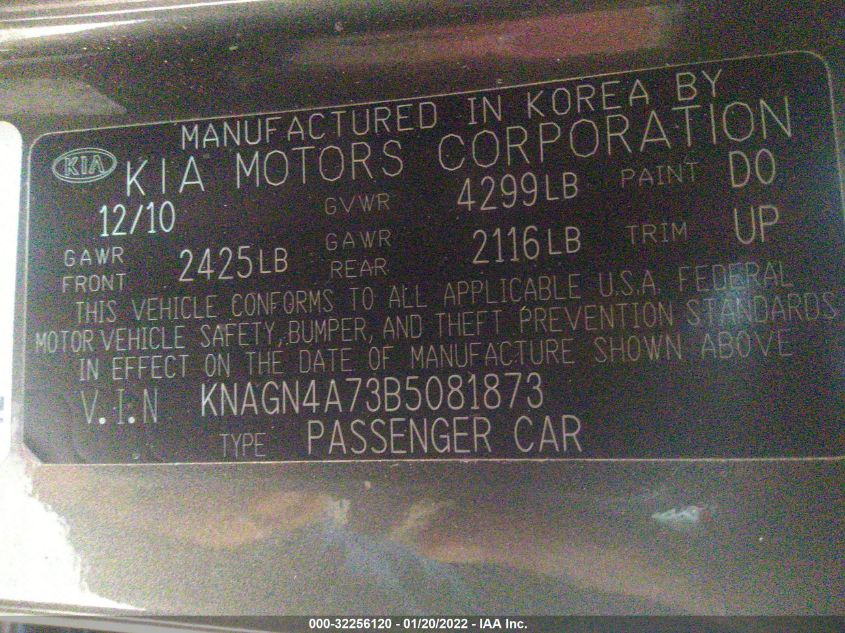 MANUFACTURED IN KOREA BY
KIA
KIA MOTORS CORPORATION
12/10 GVWR 4299LB PAINT DO
GAWR FRONT 2425LB GAWR REAR 2116LB TRIM UP
THIS VEHICLE CONFORMS TO ALL APPLICABLE U.S.A. FEDERAL
MOTOR VEHICLE SAFETY, BUMPER, AND THEFT PREVENTION STANDARDS
IN EFFECT ON THE DATE OF MANUFACTURE SHOWN ABOVE
V.I.N KNAGN4A73B5081873
TYPE PASSENGER CAR
000-32256120 - 01/20/2022 - IAA Inc.